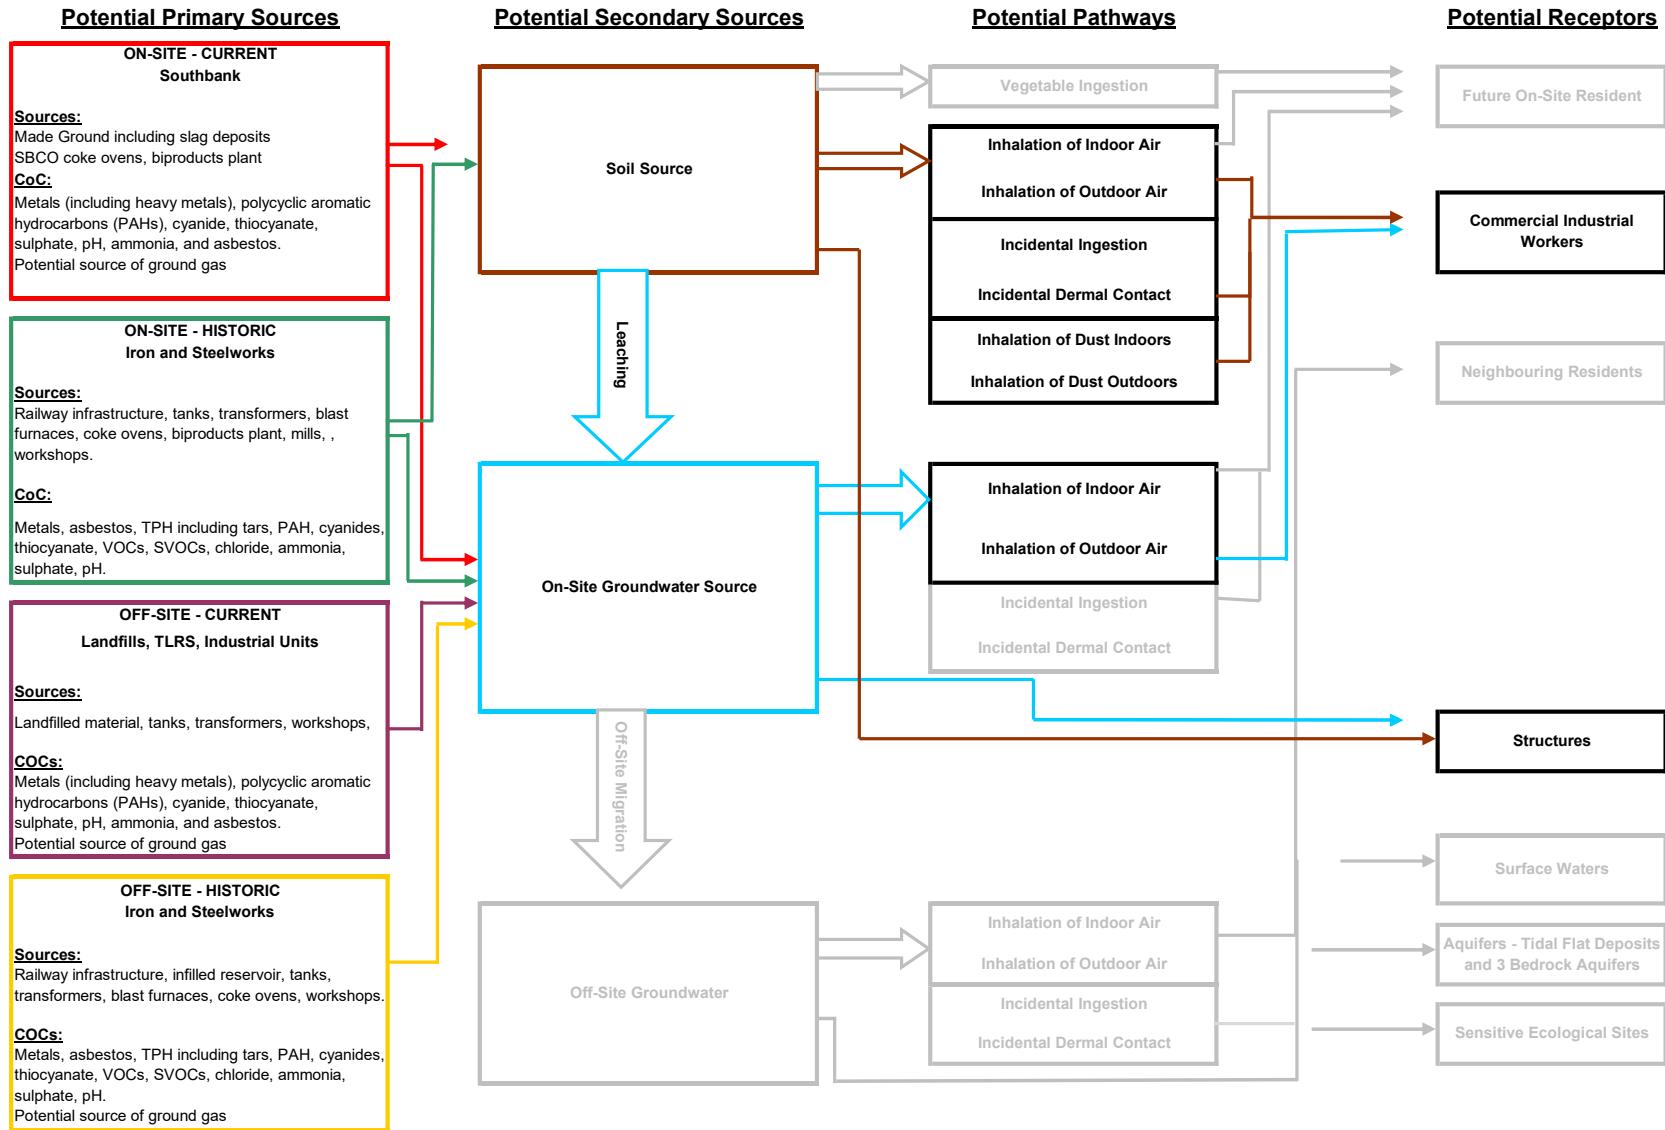 Potential Primary Sources
Potential Secondary Sources
Potential Pathways
Potential Receptors
ON-SITE - CURRENT
Southbank
Sources:
Made Ground including slag deposits
SBCO coke ovens, biproducts plant
CoC:
Metals (including heavy metals), polycyclic aromatic
hydrocarbons (PAHs), cyanide, thiocyanate,
sulphate, pH, ammonia, and asbestos.
Potential source of ground gas
ON-SITE - HISTORIC
Iron and Steelworks
Sources:
Railway infrastructure, tanks, transformers, blast
furnaces, coke ovens, biproducts plant, mills, ,
workshops.
CoC:
Metals, asbestos, TPH including tars, PAH, cyanides,
thiocyanate, VOCs, SVOCs, chloride, ammonia,
sulphate, pH.
OFF-SITE - CURRENT
Landfills, TLRS, Industrial Units
Sources:
Landfilled material, tanks, transformers, workshops,
COCs:
Metals (including heavy metals), polycyclic aromatic
hydrocarbons (PAHs), cyanide, thiocyanate,
sulphate, pH, ammonia, and asbestos.
Potential source of ground gas
OFF-SITE - HISTORIC
Iron and Steelworks
Sources:
Railway infrastructure, infilled reservoir, tanks,
transformers, blast furnaces, coke ovens, workshops.
COCs:
Metals, asbestos, TPH including tars, PAH, cyanides,
thiocyanate, VOCs, SVOCs, chloride, ammonia,
sulphate, pH.
Potential source of ground gas
Soil Source
Leaching
On-Site Groundwater Source
Off-Site Migration
Off-Site Groundwater
Vegetable Ingestion
Inhalation of Indoor Air
Inhalation of Outdoor Air
Incidental Ingestion
Incidental Dermal Contact
Inhalation of Dust Indoors
Inhalation of Dust Outdoors
Inhalation of Indoor Air
Inhalation of Outdoor Air
Incidental Ingestion
Incidental Dermal Contact
Inhalation of Indoor Air
Inhalation of Outdoor Air
Incidental Ingestion
Incidental Dermal Contact
Future On-Site Resident
Commercial Industrial
Workers
Neighbouring Residents
Structures
Surface Waters
Aquifers - Tidal Flat Deposits
and 3 Bedrock Aquifers
Sensitive Ecological Sites